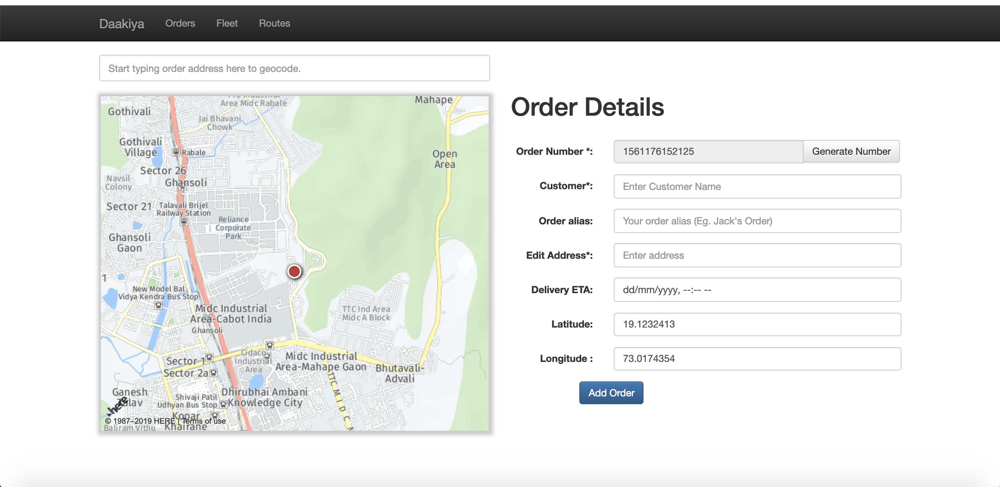 Daakiya
Orders
Fleet
Routes
Start typing order address here to geocode.
Area Midc Rabale
Mahape
Gothivali
Jai Bhavani
Chowk
Gothivali
Village
Rabale
Open
Area
Sector 26
Navsil
Colony
Ghansoli
Sector 21
Talavali Brijel
Railway Station
Reliance
Corporate
Park
Ghansoli
Gaon
1
New Model Bal
Vidya Kendra Bus Stop
Midc Industrial
Area-Cabot India
Ghansoli
TTC Ind Area
Midc A Block
Cidaco
Industrial
Area
Sector 1
Sector 2a
Midc Industrial
Area-Mahape Gaon
Bhutavali-
Advali
TTC M I D C
Ganesh
Talav
Shivaji Patil
Udhyan Bus Stop
Dhirubhai Ambani
Knowledge City
here
Kopar
Khairane
© 1987–2019 HERE | Terms of use
Baliram Vithu
Order Details
Order Number *:
1561176152125
Generate Number
Customer*:
Enter Customer Name
Order alias:
Your order alias (Eg. Jack's Order)
Edit Address*:
Enter address
Delivery ETA:
dd/mm/yyyy, --:-- --
Latitude:
19.1232413
Longitude :
73.0174354
Add Order